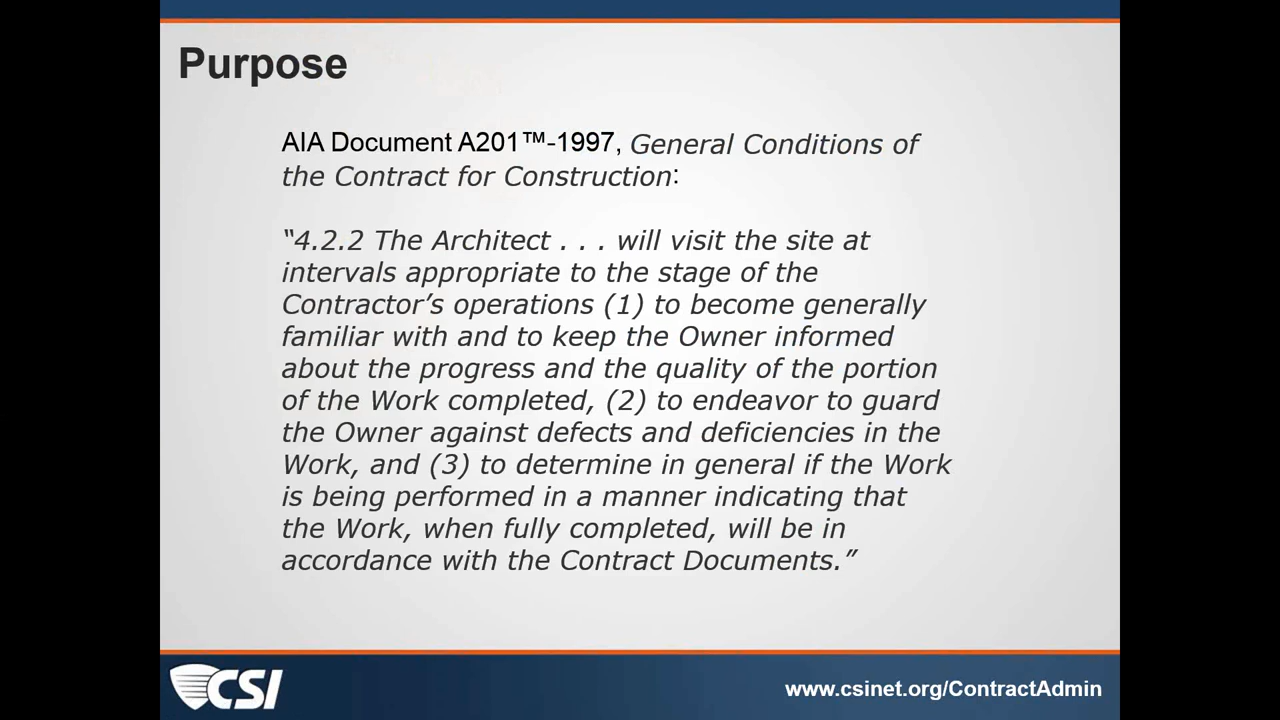 Purpose
AIA Document A201™-1997, General Conditions of
the Contract for Construction:
“4.2.2 The Architect . . . will visit the site at
intervals appropriate to the stage of the
Contractor’s operations (1) to become generally
familiar with and to keep the Owner informed
about the progress and the quality of the portion
of the Work completed, (2) to endeavor to guard
the Owner against defects and deficiencies in the
Work, and (3) to determine in general if the Work
is being performed in a manner indicating that
the Work, when fully completed, will be in
accordance with the Contract Documents.”
CSI
www.csinet.org/ContractAdmin